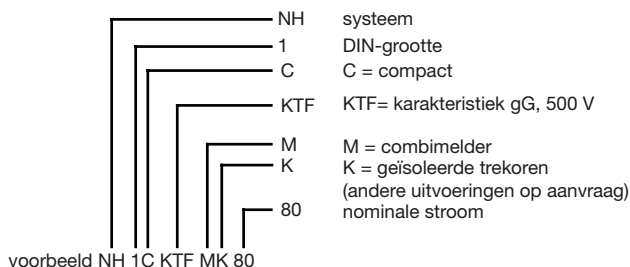 NH systeem
1 DIN-grootte
C C = compact
KTF KTF= karakteristiek gG, 500 V
M M = combimelder
K K = geïsoleerde trekoren
(andere uitvoeringen op aanvraag)
80 nominale stroom
voorbeeld NH 1C KTF MK 80